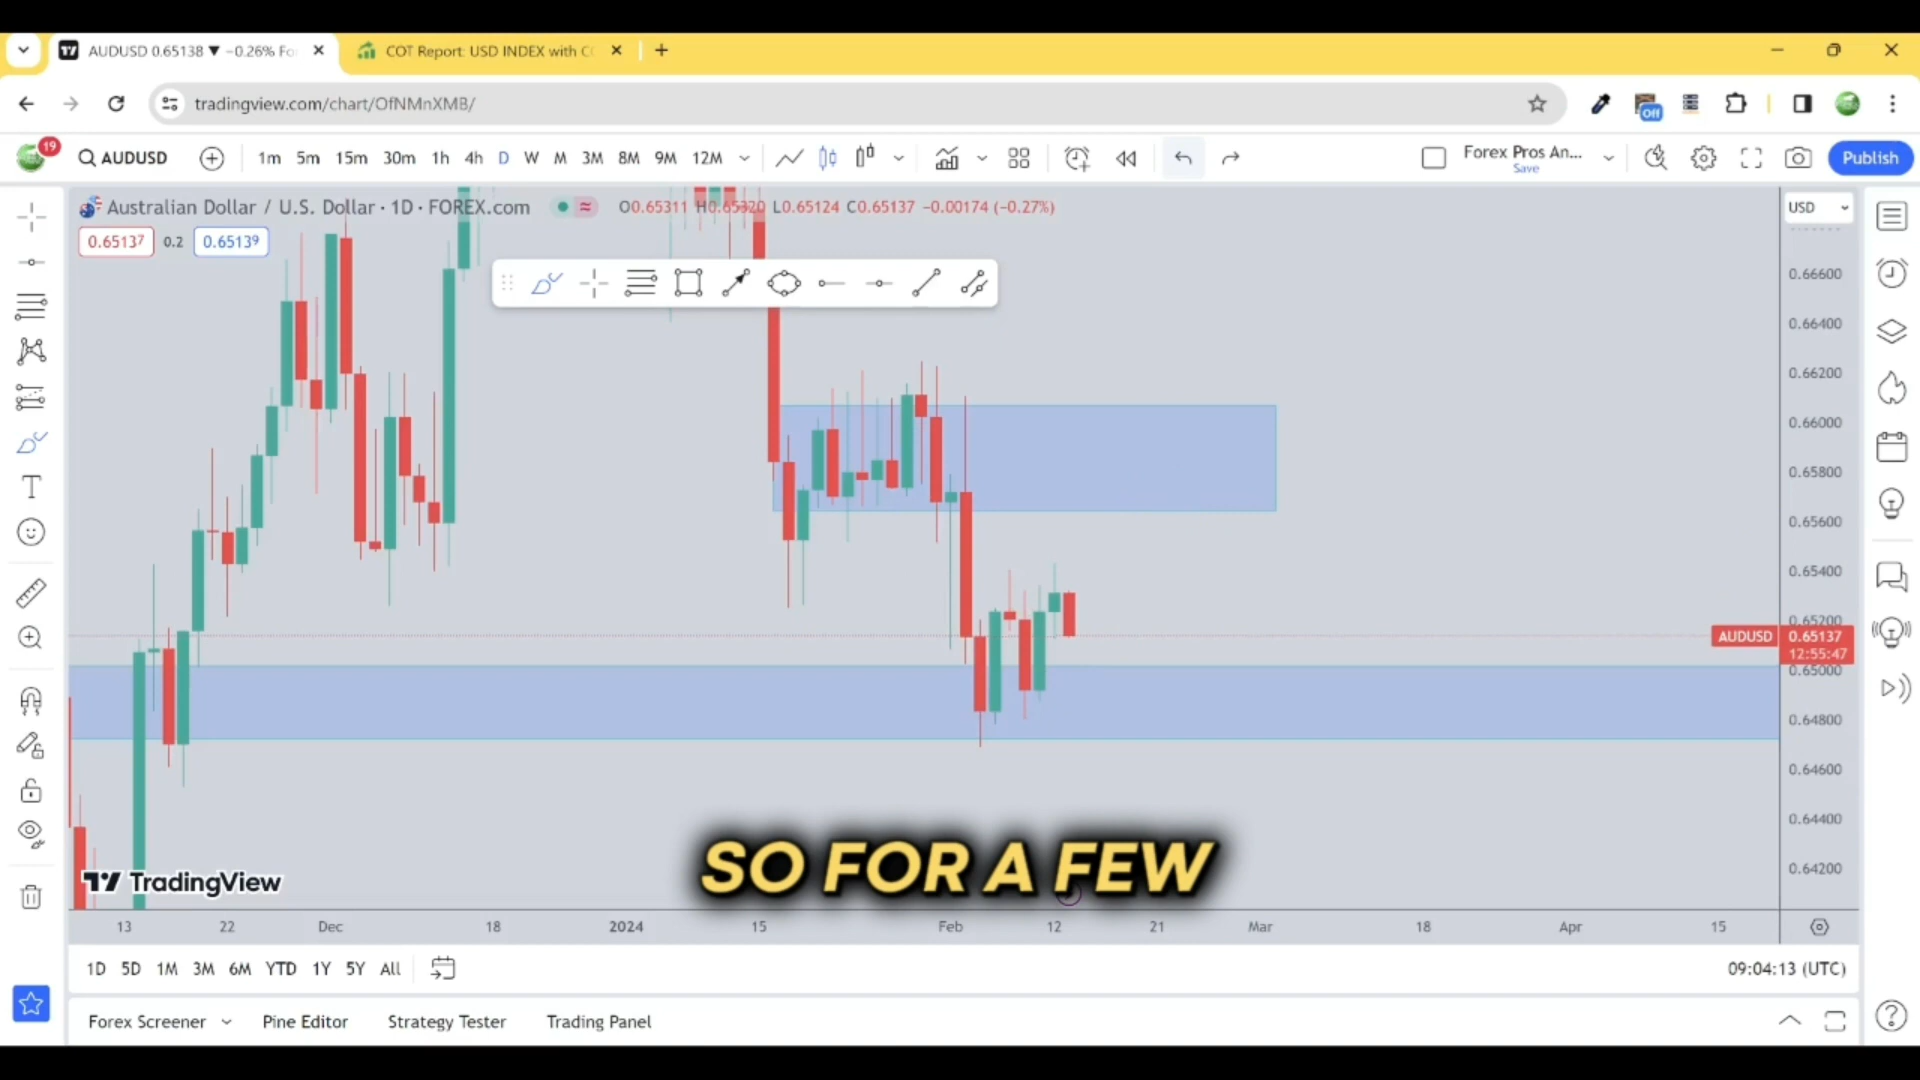 AUDUSD 0.65138 ▼ −0.26% Fo
COT Report: USD INDEX with CO
tradingview.com/chart/OfNMnXMB/
Off
19
AUDUSD
1m 5m 15m 30m 1h 4h D W M 3M 8M 9M 12M
Forex Pros An...
Save
Publish
Australian Dollar / U.S. Dollar · 1D · FOREX.com
O0.65311 H0.65320 L0.65124 C0.65137 −0.00174 (−0.27%)
USD
0.65137 0.2 0.65139
0.66600
0.66400
0.66200
0.66000
0.65800
0.65600
0.65400
0.65200
AUDUSD 0.65137
12:55:47
0.65000
0.64800
0.64600
0.64400
0.64200
SO FOR A FEW
TradingView
13 22 Dec 18 2024 15 Feb 12 21 Mar 18 Apr 15
1D 5D 1M 3M 6M YTD 1Y 5Y All
09:04:13 (UTC)
Forex Screener Pine Editor Strategy Tester Trading Panel